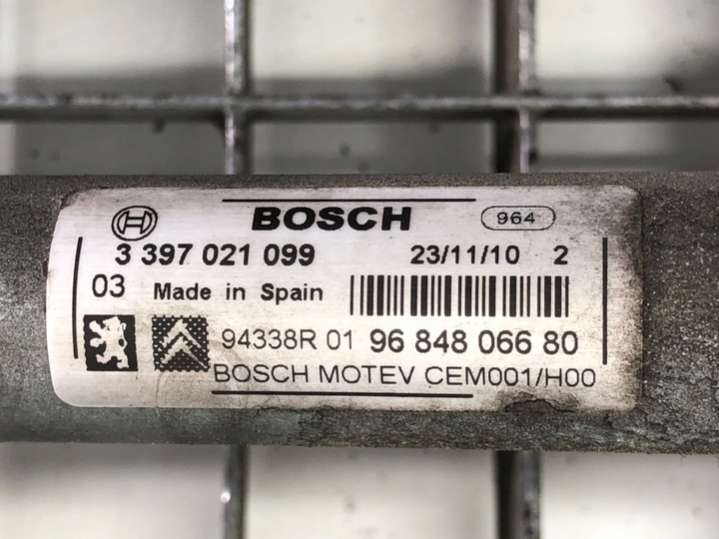 BOSCH 964
3 397 021 099 23/11/10 2
03 Made in Spain
94338R 01 96 848 066 80
BOSCH MOTEV CEM001/H00